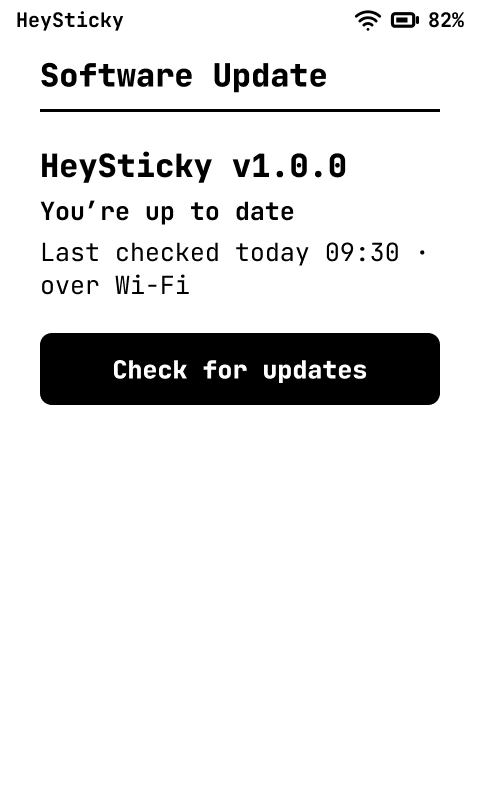 HeySticky 82%
Software Update
HeySticky v1.0.0
You’re up to date
Last checked today 09:30 ·
over Wi-Fi
Check for updates